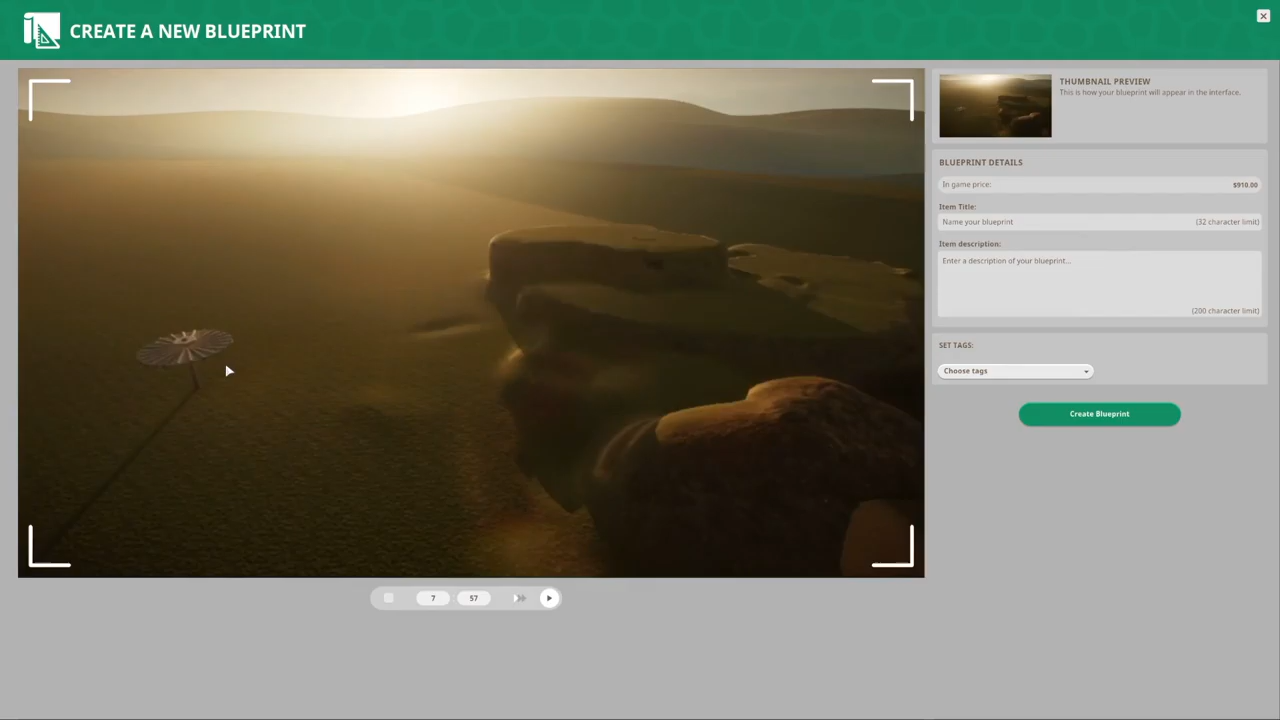 CREATE A NEW BLUEPRINT
THUMBNAIL PREVIEW
This is how your blueprint will appear in the interface.
BLUEPRINT DETAILS
In game price: $910.00
Item Title:
Name your blueprint (32 character limit)
Item description:
Enter a description of your blueprint...
(200 character limit)
SET TAGS:
Choose tags
Create Blueprint
7 57